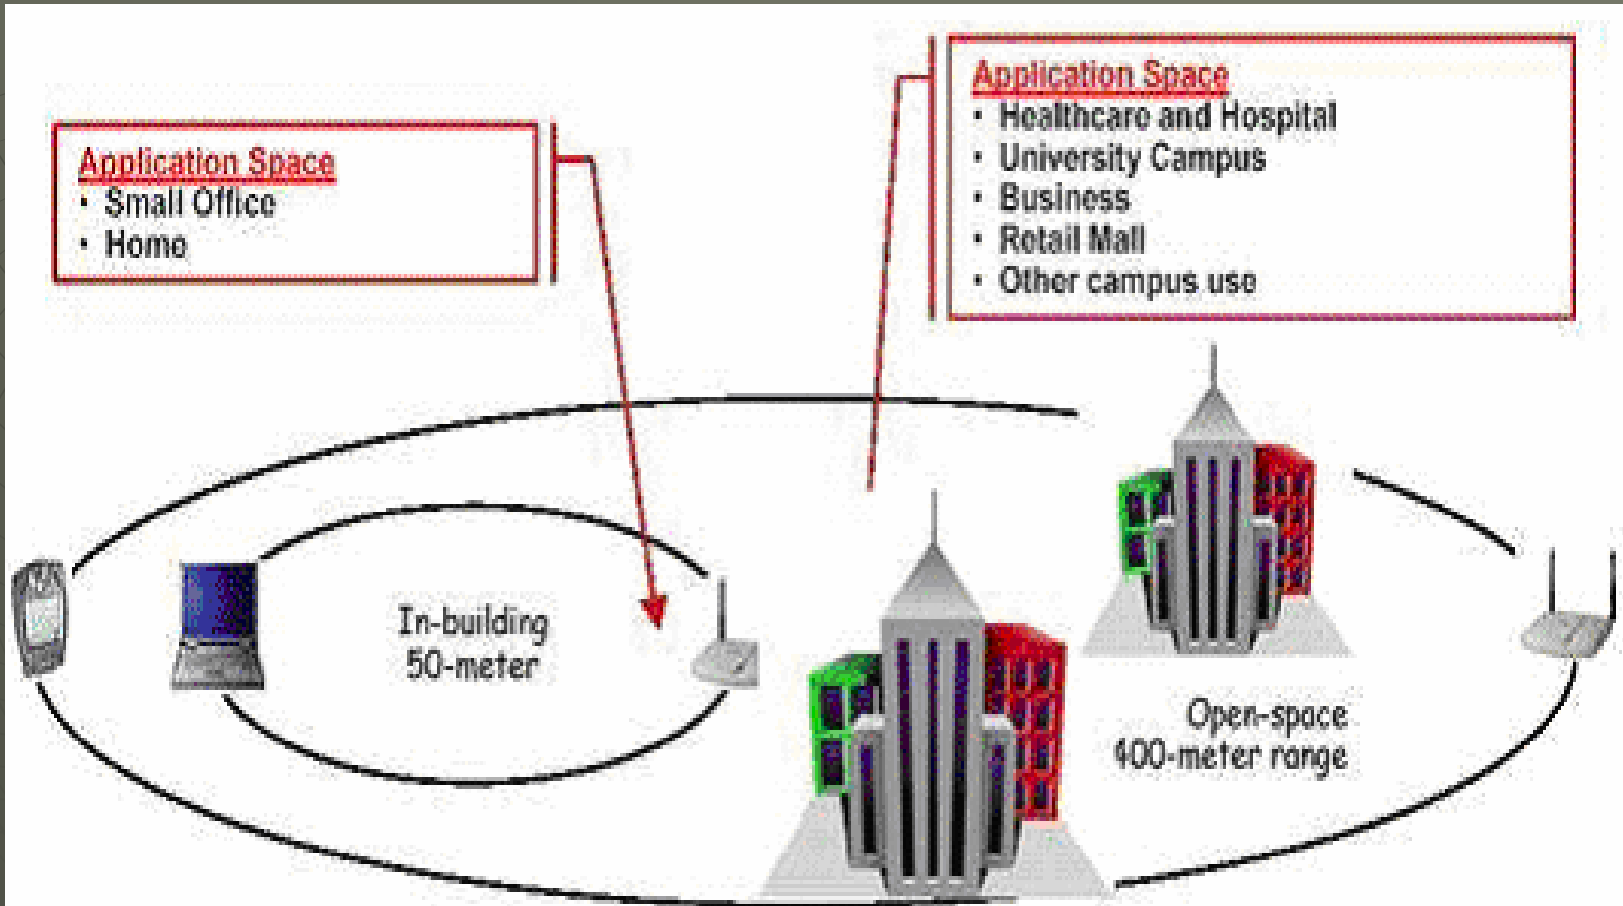 Application Space
• Small Office
• Home
Application Space
• Healthcare and Hospital
• University Campus
• Business
• Retail Mall
• Other campus use
In-building
50-meter
Open-space
400-meter range